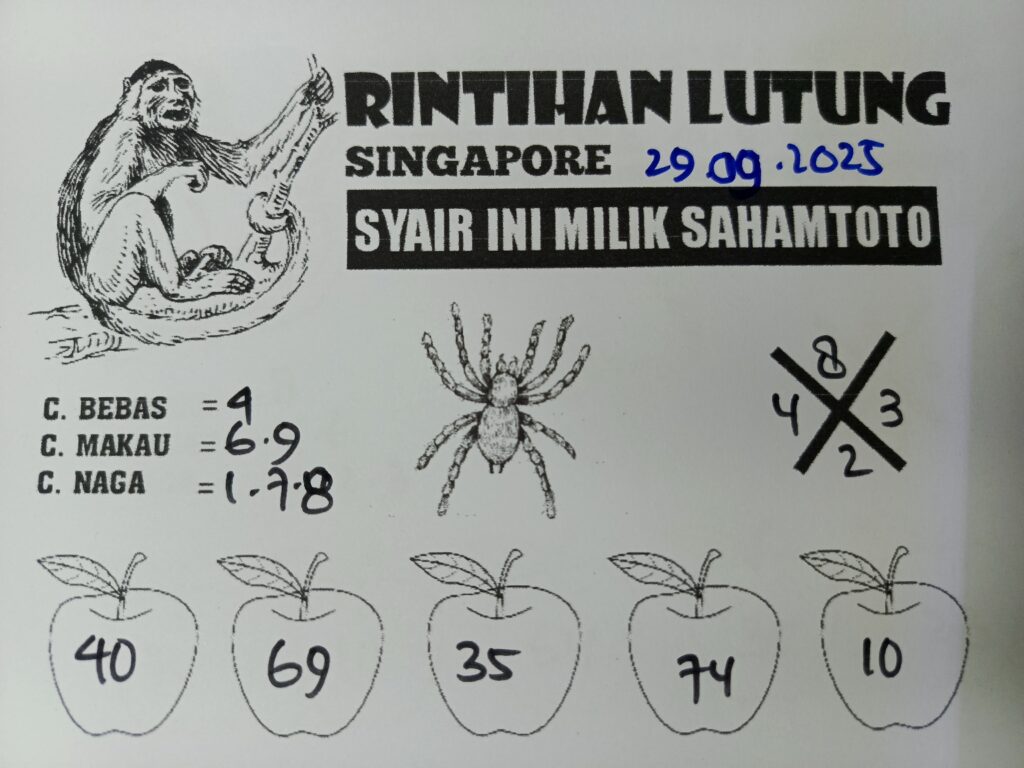 RINTIHAN LUTUNG
SINGAPORE 29.09.2025
SYAIR INI MILIK SAHAMTOTO
C. BEBAS = 9
C. MAKAU = 6.9
C. NAGA = 1.7.8
8
4 3
2
40 69 35 74 10